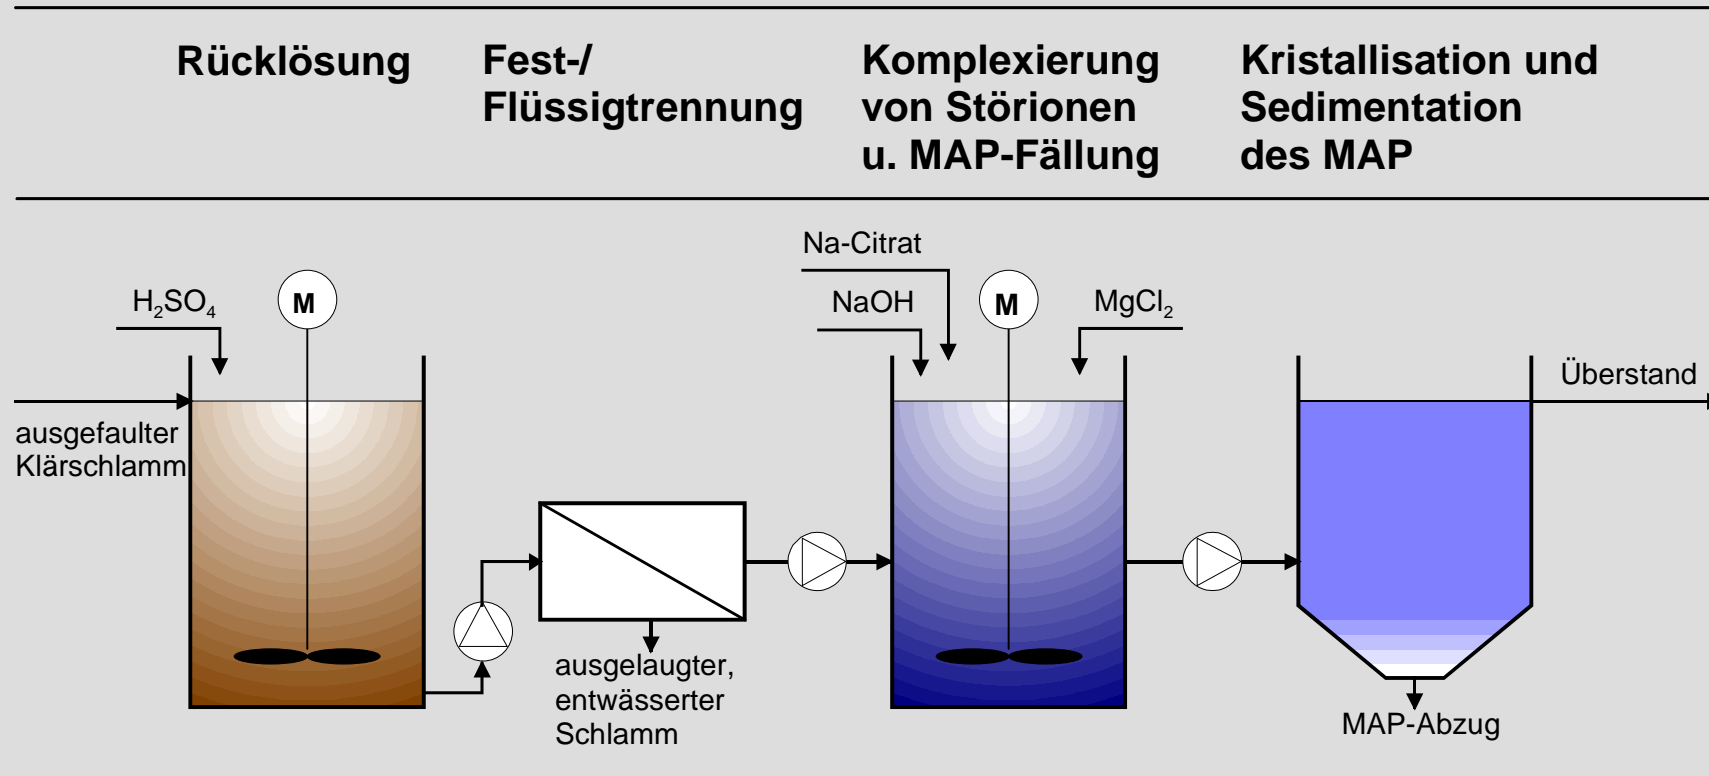 Rücklösung
Fest-/
Flüssigtrennung
Komplexierung
von Störionen
u. MAP-Fällung
Kristallisation und
Sedimentation
des MAP
H₂SO₄
M
ausgefaulter
Klärschlamm
ausgelaugter,
entwässerter
Schlamm
Na-Citrat
NaOH
M
MgCl₂
Überstand
MAP-Abzug